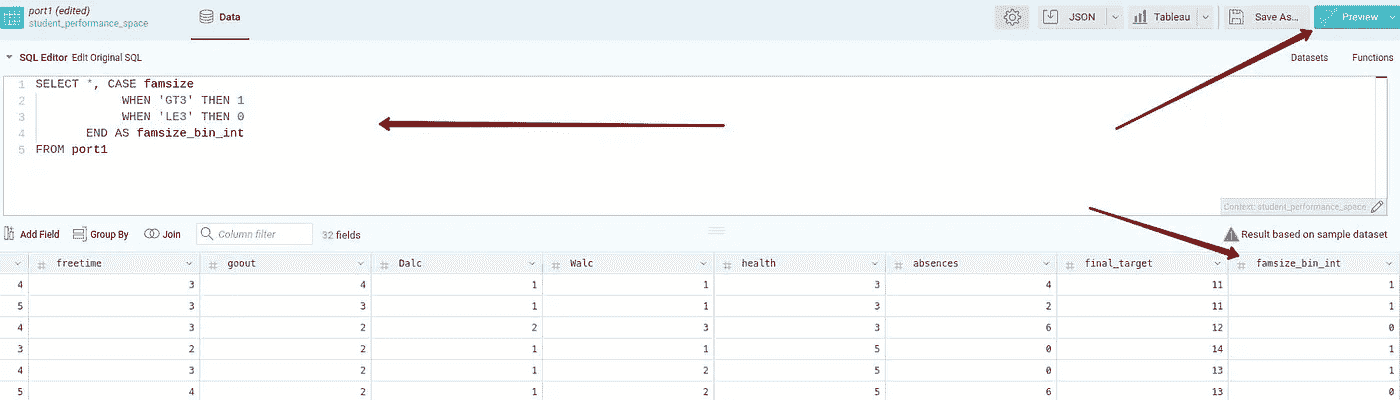 port1 (edited)
student_performance_space
Data
JSON
Tableau
Save As...
Preview
SQL Editor Edit Original SQL
Datasets Functions
1 SELECT *, CASE famsize
2 WHEN 'GT3' THEN 1
3 WHEN 'LE3' THEN 0
4 END AS famsize_bin_int
5 FROM port1
Context: student_performance_space
Add Field Group By Join Column filter 32 fields
Result based on sample dataset
# freetime # goout # Dalc # Walc # health # absences # final_target # famsize_bin_int
4 3 4 1 1 3 4 11 1
5 3 3 1 1 3 2 11 1
4 3 2 2 3 3 6 12 0
3 2 2 1 1 5 0 14 1
4 3 2 1 2 5 0 13 1
5 4 2 1 2 5 6 13 0